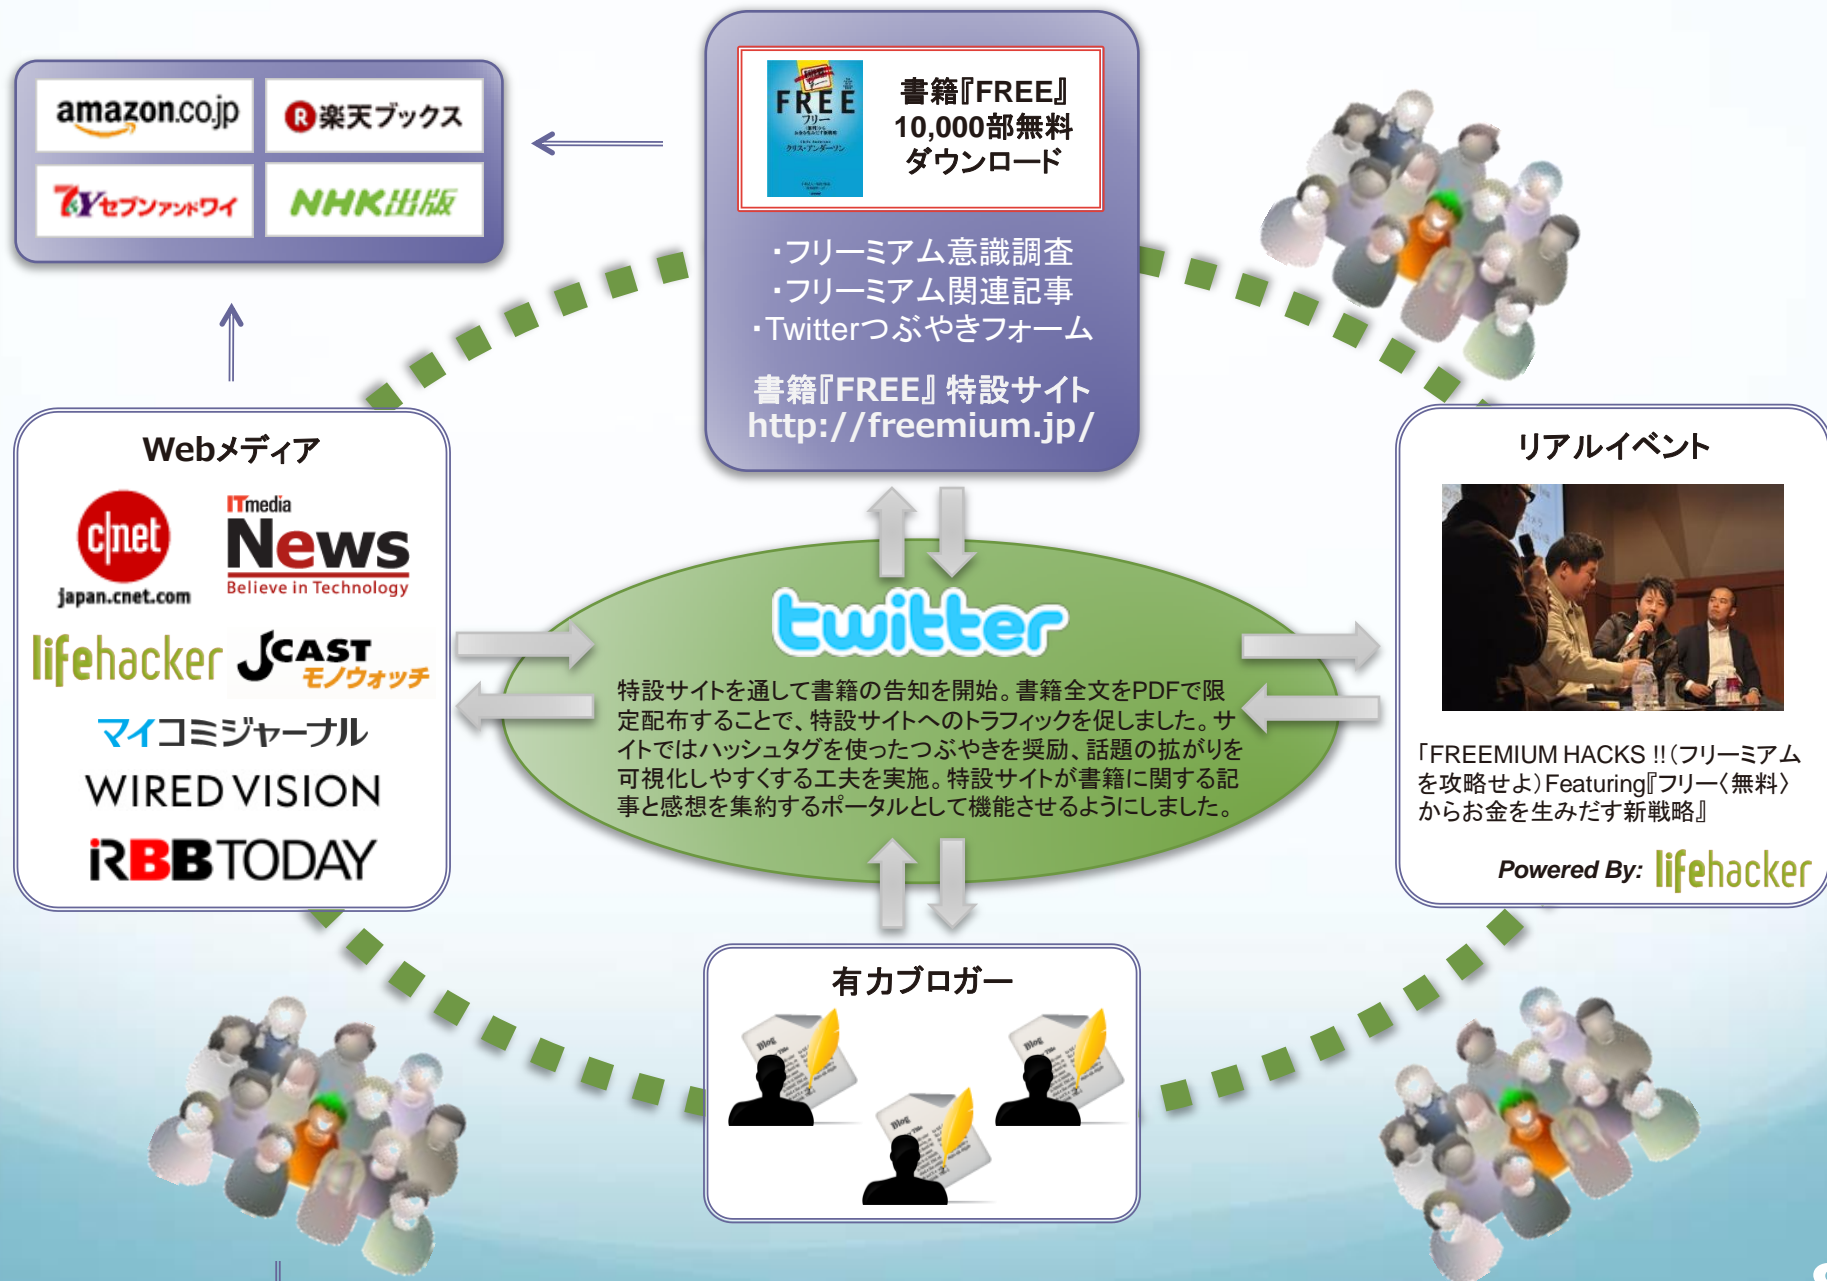 amazon.co.jp
R楽天ブックス
7&Yセブンアンドワイ
NHK出版
FREE
フリー
クリス・アンダーソン
書籍『FREE』
10,000部無料
ダウンロード
・フリーミアム意識調査
・フリーミアム関連記事
・Twitterつぶやきフォーム
書籍『FREE』特設サイト
http://freemium.jp/
Webメディア
c|net
japan.cnet.com
ITmedia
News
Believe in Technology
lifehacker
JCAST
モノウォッチ
マイコミジャーナル
WIRED VISION
iRBBTODAY
twitter
特設サイトを通して書籍の告知を開始。書籍全文をPDFで限
定配布することで、特設サイトへのトラフィックを促しました。サ
イトではハッシュタグを使ったつぶやきを奨励、話題の拡がりを
可視化しやすくする工夫を実施。特設サイトが書籍に関する記
事と感想を集約するポータルとして機能させるようにしました。
リアルイベント
「FREEMIUM HACKS !!(フリーミアム
を攻略せよ)Featuring『フリー〈無料〉
からお金を生みだす新戦略』
Powered By: lifehacker
有力ブロガー
Blog
Blog
Blog